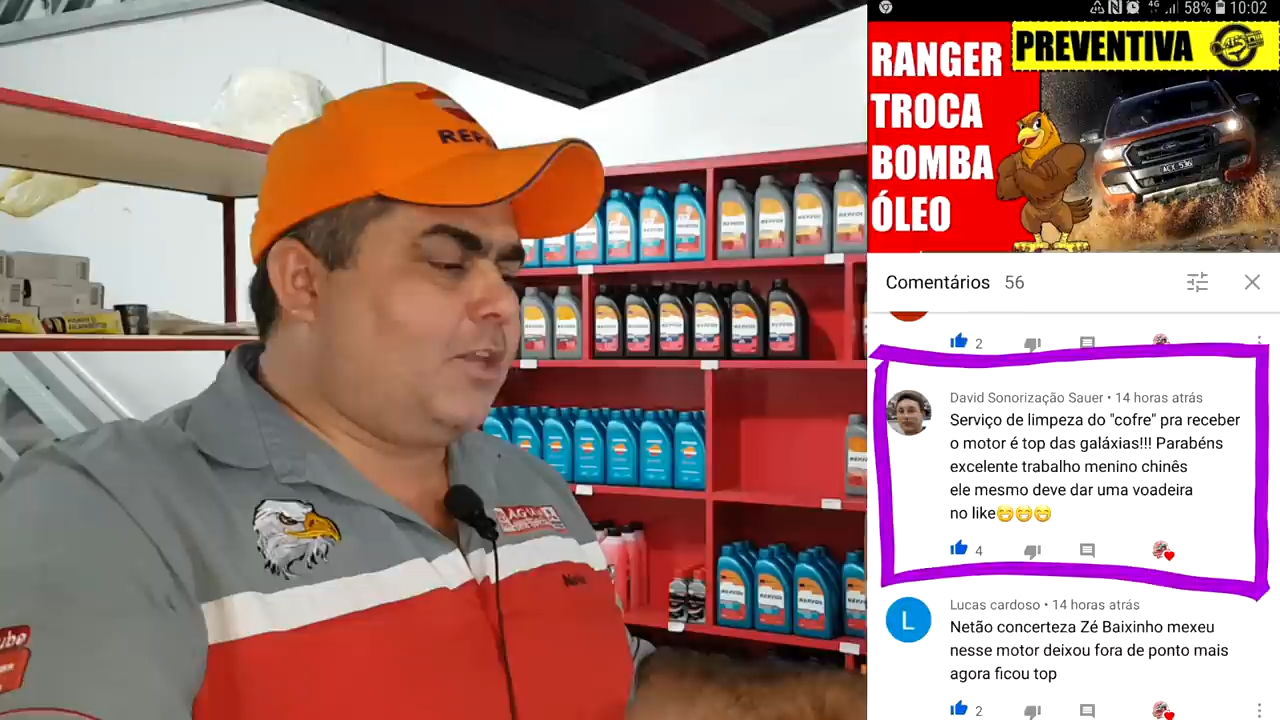 58% 10:02
4G
RANGER
TROCA
BOMBA
ÓLEO
PREVENTIVA
Comentários 56
2
David Sonorização Sauer • 14 horas atrás
Serviço de limpeza do "cofre" pra receber
o motor é top das galáxias!!! Parabéns
excelente trabalho menino chinês
ele mesmo deve dar uma voadeira
no like😁😁😁
4
L
Lucas cardoso • 14 horas atrás
Netão concerteza Zé Baixinho mexeu
nesse motor deixou fora de ponto mais
agora ficou top
2
REPSOL